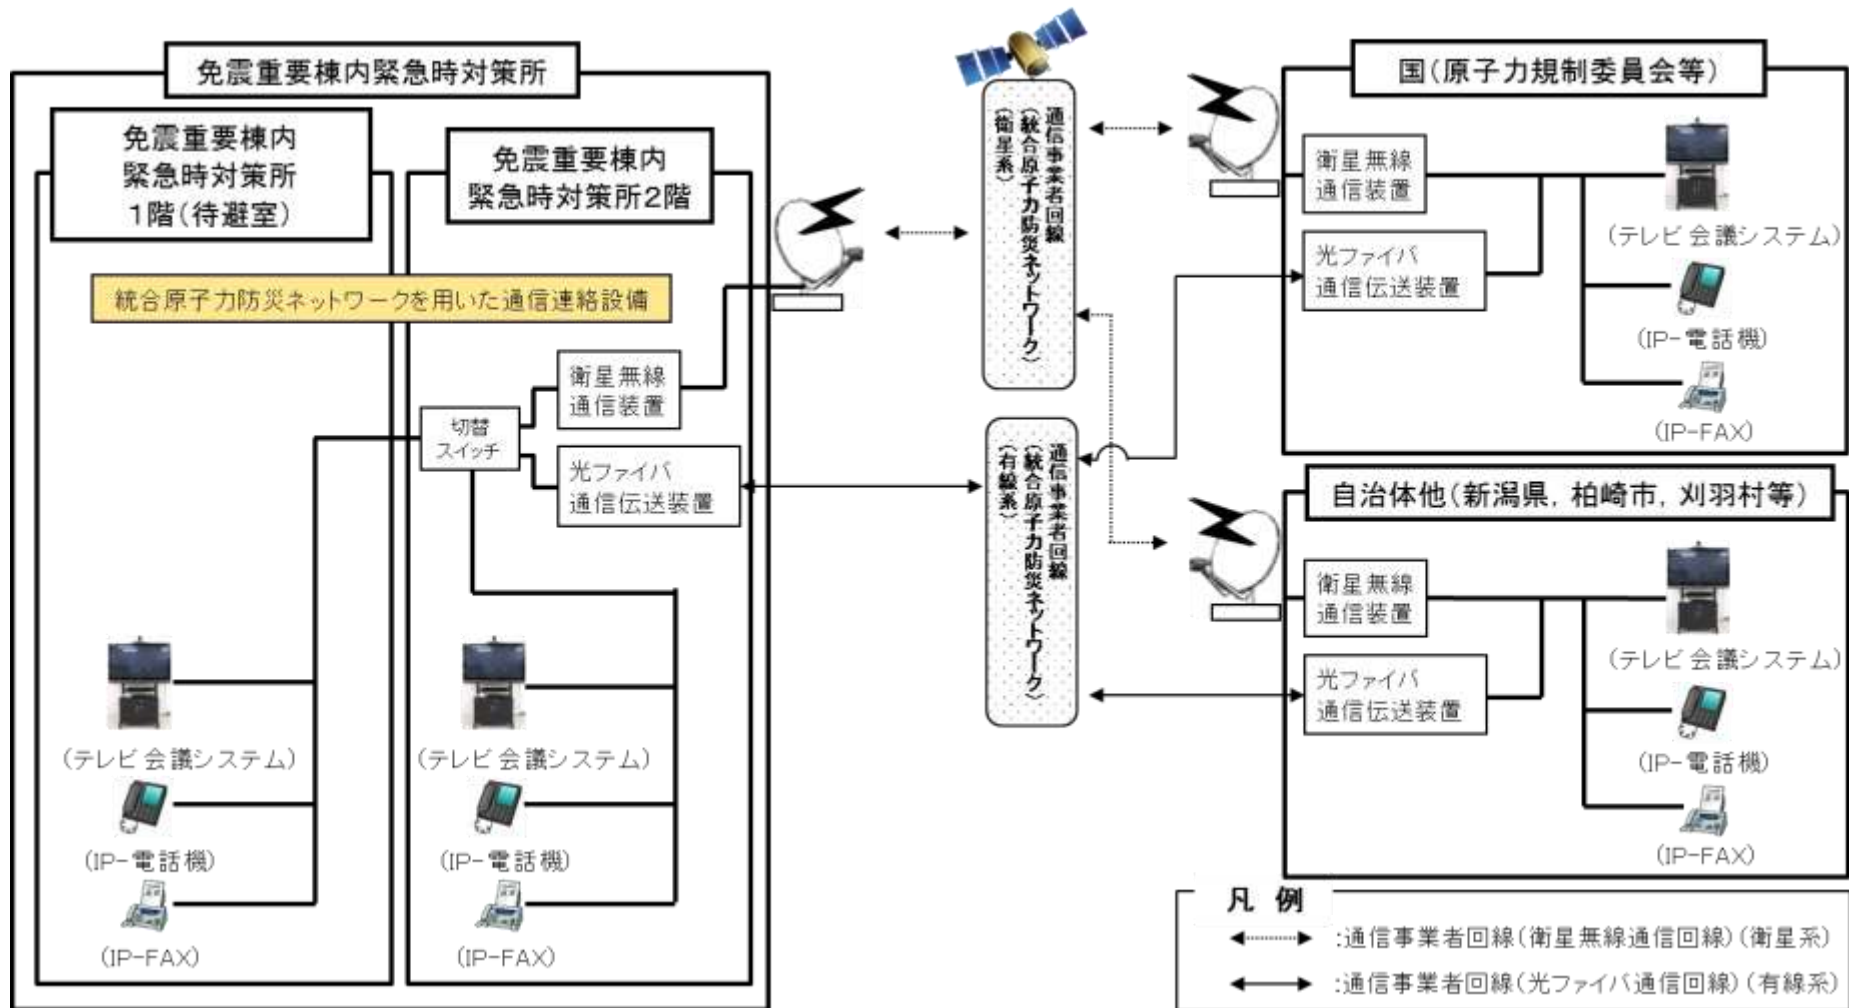 免震重要棟内緊急時対策所
免震重要棟内
緊急時対策所
1階(待避室)
免震重要棟内
緊急時対策所2階
統合原子力防災ネットワークを用いた通信連絡設備
衛星無線
通信装置
切替
スイッチ
光ファイバ
通信伝送装置
(テレビ会議システム)
(IP-電話機)
(IP-FAX)
(テレビ会議システム)
(IP-電話機)
(IP-FAX)
通信事業者回線
(統合原子力防災ネットワーク)
(衛星系)
通信事業者回線
(統合原子力防災ネットワーク)
(有線系)
国(原子力規制委員会等)
衛星無線
通信装置
光ファイバ
通信伝送装置
(テレビ会議システム)
(IP-電話機)
(IP-FAX)
自治体他(新潟県, 柏崎市, 刈羽村等)
衛星無線
通信装置
光ファイバ
通信伝送装置
(テレビ会議システム)
(IP-電話機)
(IP-FAX)
凡 例
:通信事業者回線(衛星無線通信回線)(衛星系)
:通信事業者回線(光ファイバ通信回線)(有線系)